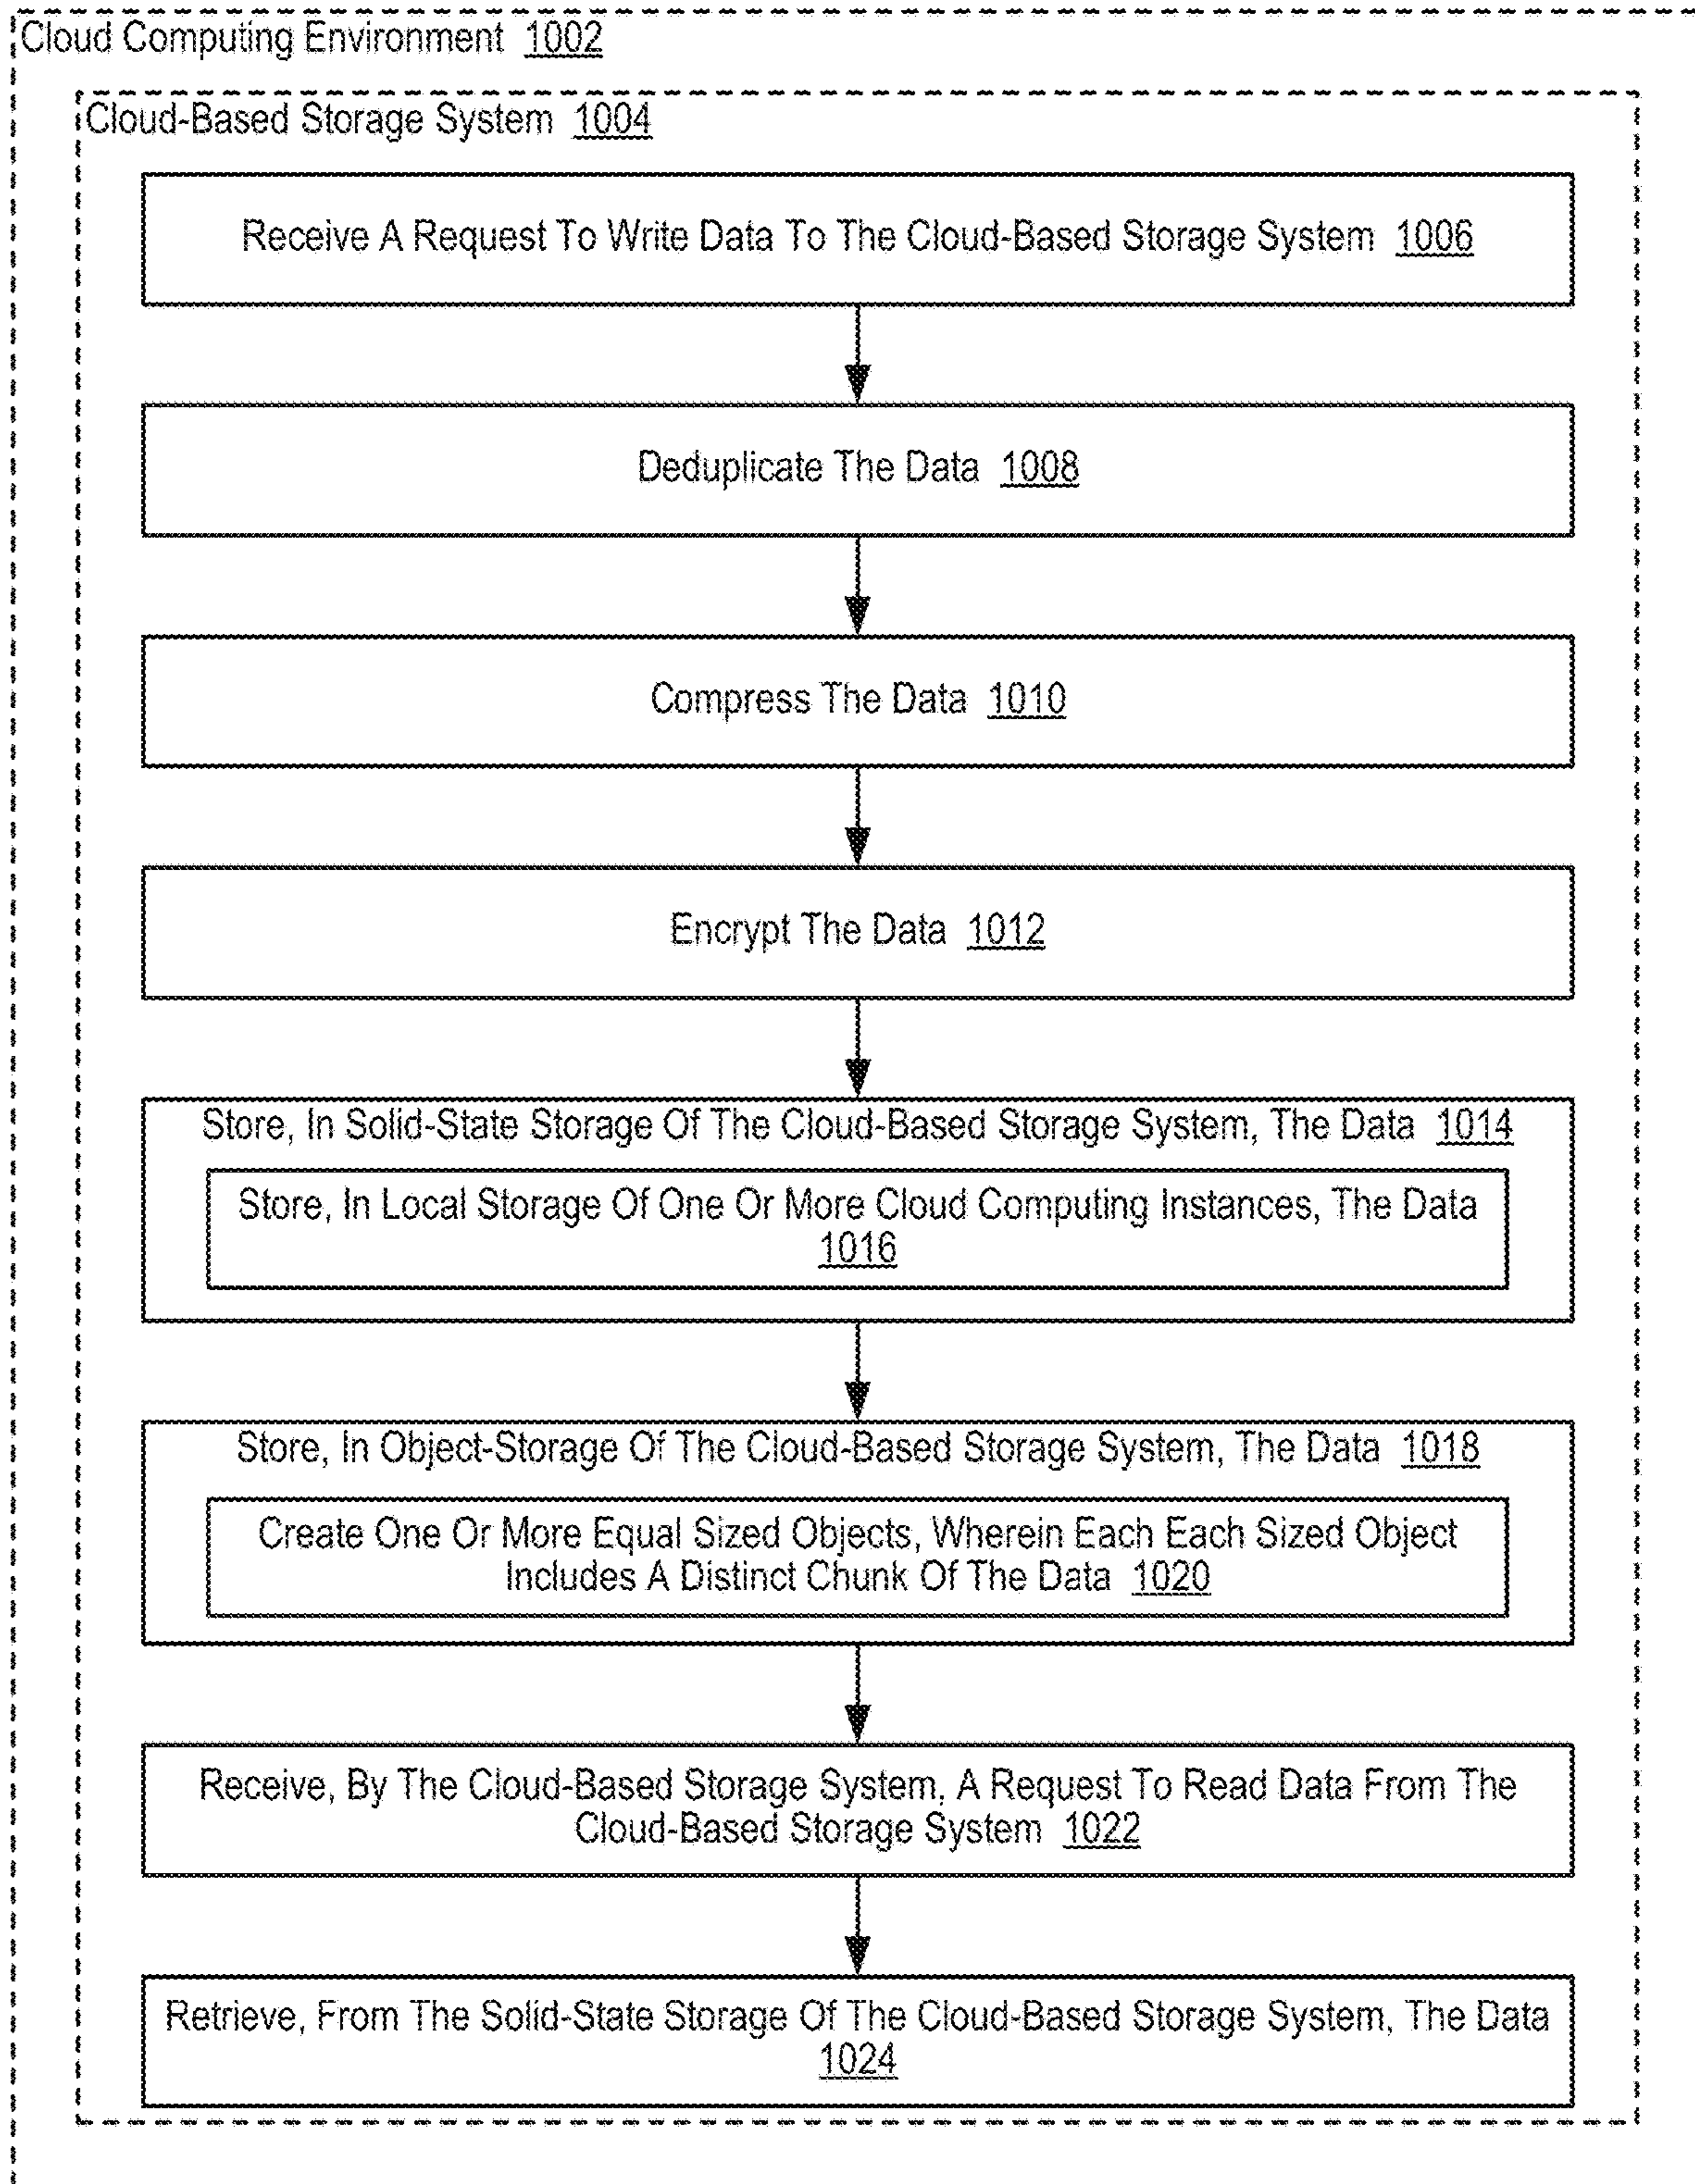 Cloud Computing Environment 1002
Cloud-Based Storage System 1004
Receive A Request To Write Data To The Cloud-Based Storage System 1006
Deduplicate The Data 1008
Compress The Data 1010
Encrypt The Data 1012
Store, In Solid-State Storage Of The Cloud-Based Storage System, The Data 1014
Store, In Local Storage Of One Or More Cloud Computing Instances, The Data
1016
Store, In Object-Storage Of The Cloud-Based Storage System, The Data 1018
Create One Or More Equal Sized Objects, Wherein Each Each Sized Object
Includes A Distinct Chunk Of The Data 1020
Receive, By The Cloud-Based Storage System, A Request To Read Data From The
Cloud-Based Storage System 1022
Retrieve, From The Solid-State Storage Of The Cloud-Based Storage System, The Data
1024